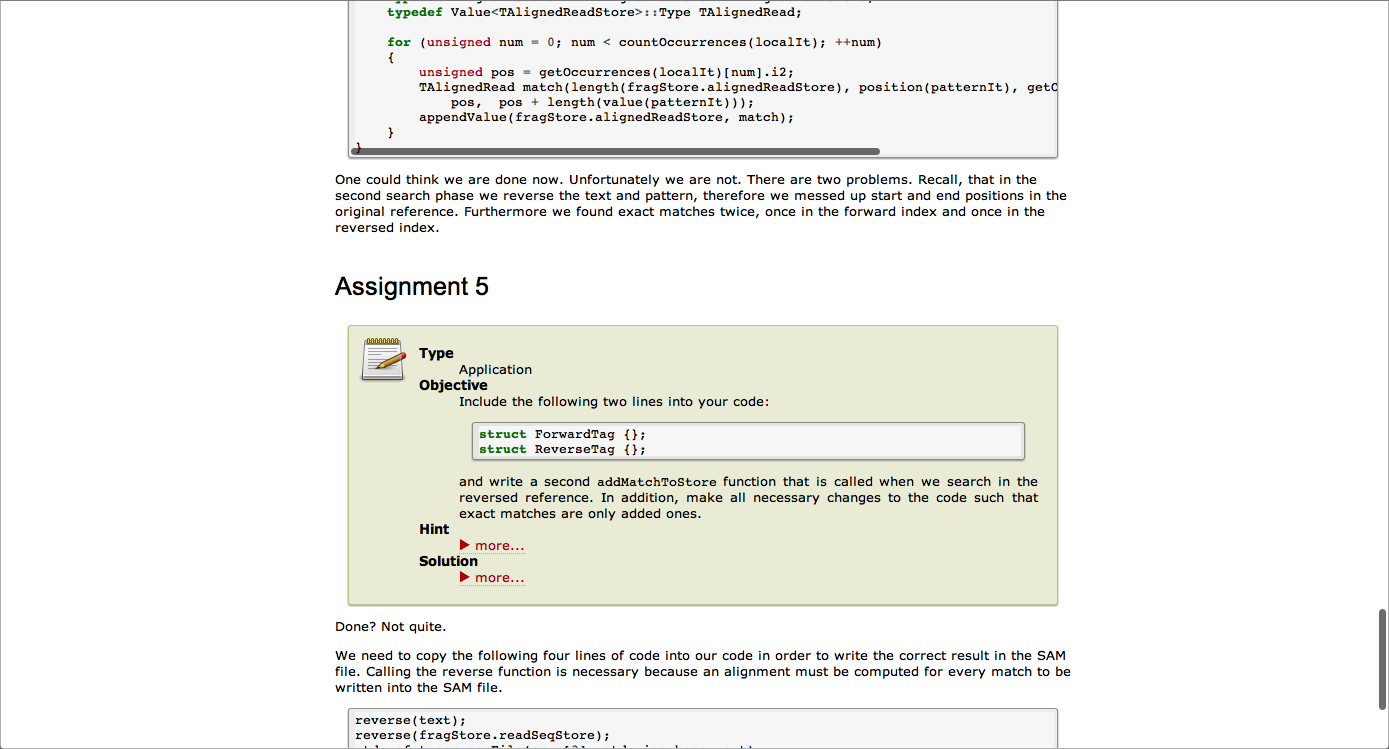 typedef Value<TAlignedReadStore>::Type TAlignedRead;
for (unsigned num = 0; num < countOccurrences(localIt); ++num)
{
unsigned pos = getOccurrences(localIt)[num].i2;
TAlignedRead match(length(fragStore.alignedReadStore), position(patternIt), getO
pos, pos + length(value(patternIt)));
appendValue(fragStore.alignedReadStore, match);
}
}
One could think we are done now. Unfortunately we are not. There are two problems. Recall, that in the
second search phase we reverse the text and pattern, therefore we messed up start and end positions in the
original reference. Furthermore we found exact matches twice, once in the forward index and once in the
reversed index.
Assignment 5
Type
Application
Objective
Include the following two lines into your code:
struct ForwardTag {};
struct ReverseTag {};
and write a second addMatchToStore function that is called when we search in the
reversed reference. In addition, make all necessary changes to the code such that
exact matches are only added ones.
Hint
more...
Solution
more...
Done? Not quite.
We need to copy the following four lines of code into our code in order to write the correct result in the SAM
file. Calling the reverse function is necessary because an alignment must be computed for every match to be
written into the SAM file.
reverse(text);
reverse(fragStore.readSeqStore);